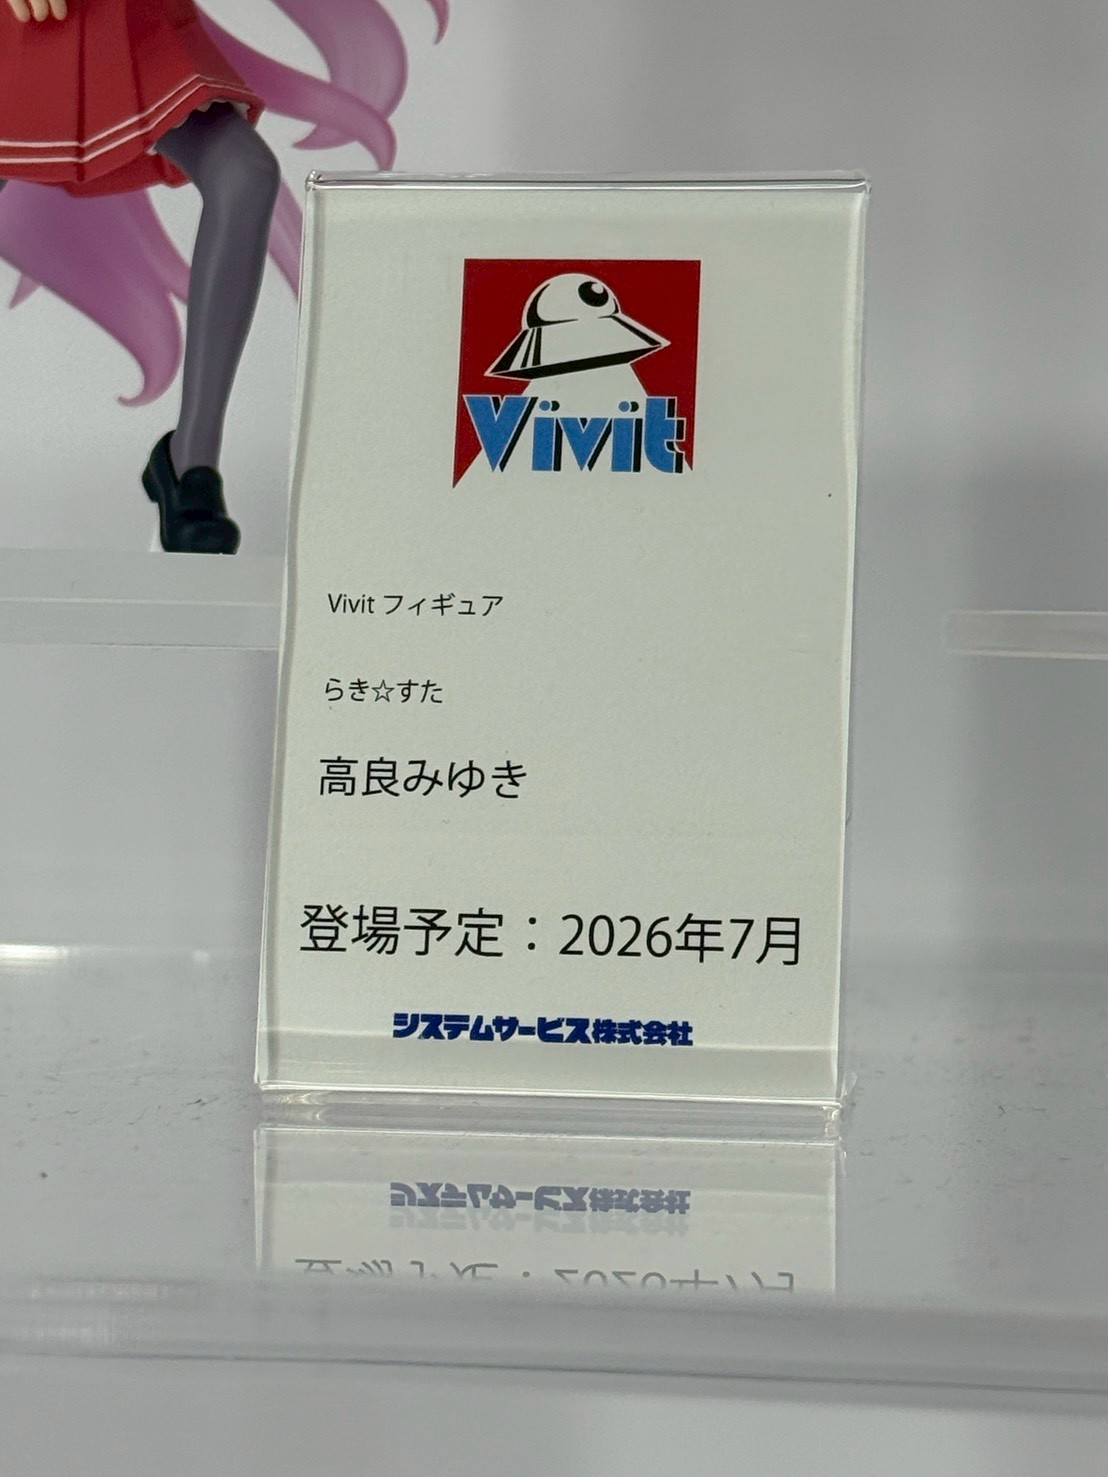 Vivit
Vivit フィギュア
らき☆すた
高良みゆき
登場予定：2026年7月
システムサービス株式会社